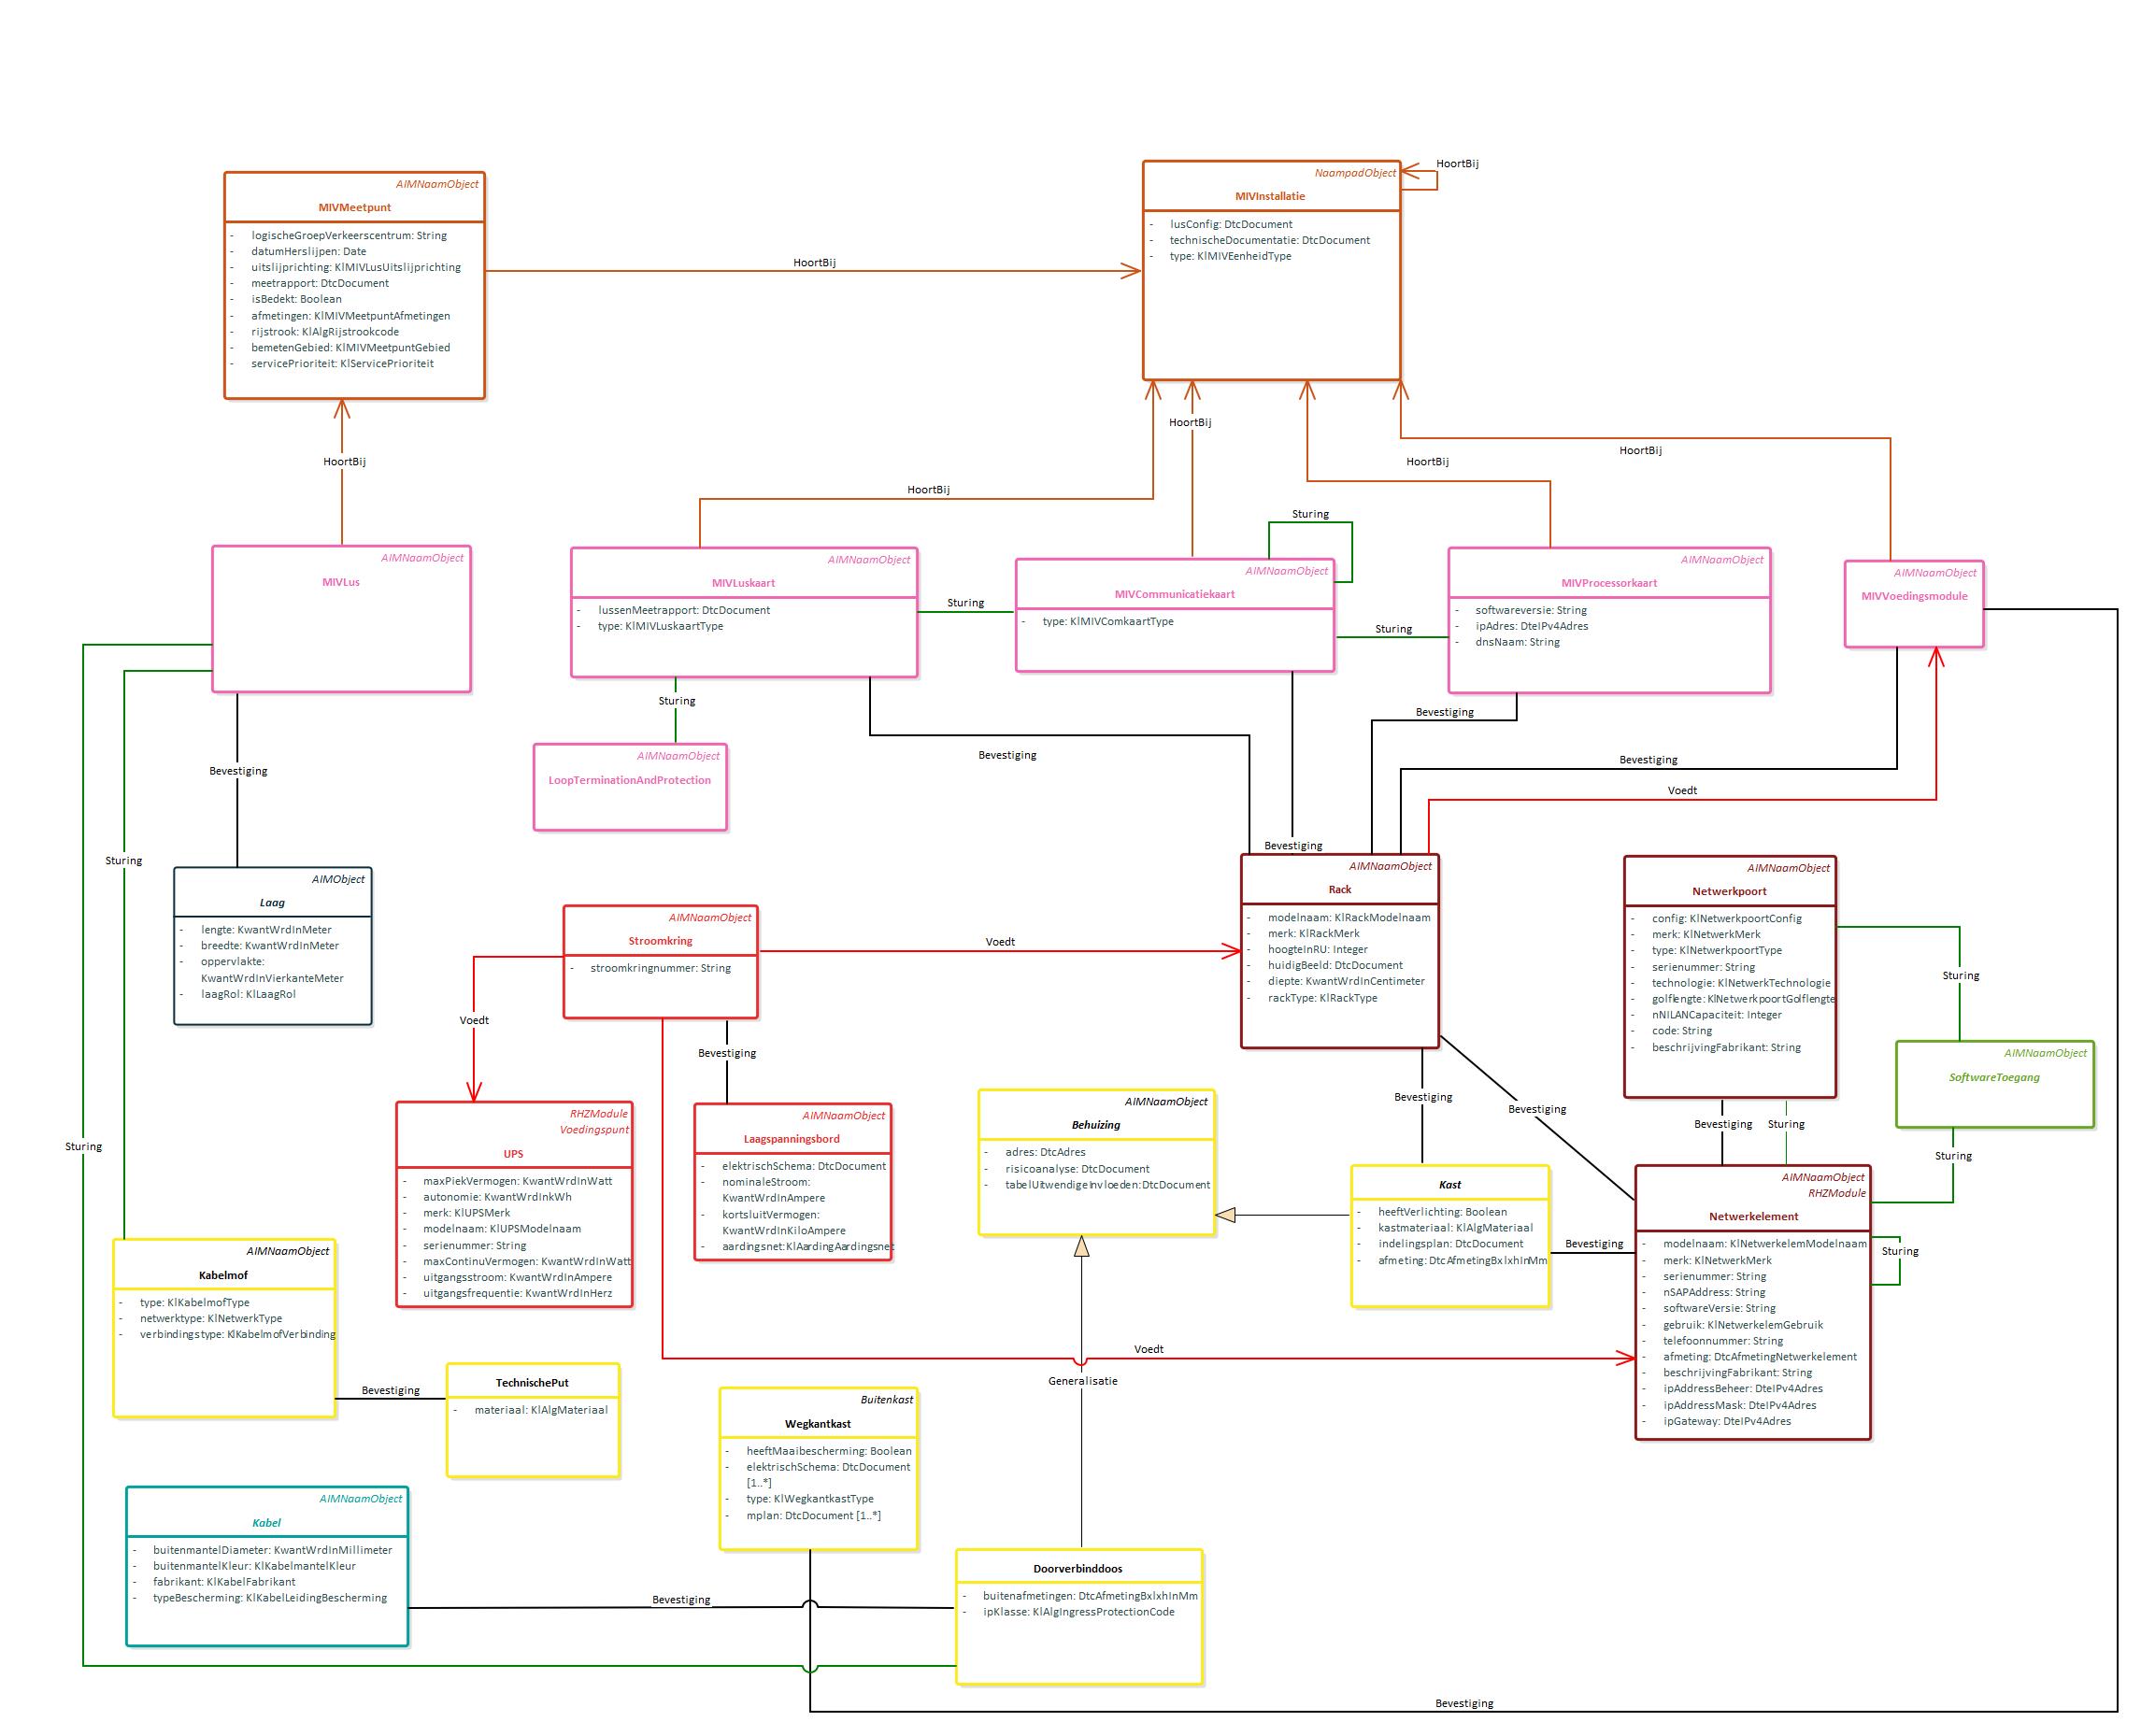 AIMNaamObject
MIVMeetpunt
- logischeGroepVerkeerscentrum: String
- datumHerslijpen: Date
- uitslijprichting: KlMIVLusUitslijprichting
- meetrapport: DtcDocument
- isBedekt: Boolean
- afmetingen: KlMIVMeetpuntAfmetingen
- rijstrook: KlAlgRijstrookcode
- bemetenGebied: KlMIVMeetpuntGebied
- servicePrioriteit: KlServicePrioriteit
HoortBij
NaampadObject
MIVInstallatie
- lusConfig: DtcDocument
- technischeDocumentatie: DtcDocument
- type: KlMIVEenheidType
HoortBij
HoortBij
HoortBij
HoortBij
HoortBij
HoortBij
AIMNaamObject
MIVLus
AIMNaamObject
MIVLuskaart
- lussenMeetrapport: DtcDocument
- type: KlMIVLuskaartType
Sturing
Sturing
AIMNaamObject
MIVCommunicatiekaart
- type: KlMIVComkaartType
Sturing
AIMNaamObject
MIVProcessorkaart
- softwareversie: String
- ipAdres: DteIPv4Adres
- dnsNaam: String
AIMNaamObject
MIVVoedingsmodule
Sturing
Bevestiging
AIMNaamObject
LoopTerminationAndProtection
Bevestiging
Bevestiging
Bevestiging
Voedt
Bevestiging
Sturing
AIMObject
Laag
- lengte: KwantWrdInMeter
- breedte: KwantWrdInMeter
- oppervlakte:
KwantWrdInVierkanteMeter
- laagRol: KlLaagRol
AIMNaamObject
Stroomkring
- stroomkringnummer: String
Voedt
AIMNaamObject
Rack
- modelnaam: KlRackModelnaam
- merk: KlRackMerk
- hoogteInRU: Integer
- huidigBeeld: DtcDocument
- diepte: KwantWrdInCentimeter
- rackType: KlRackType
AIMNaamObject
Netwerkpoort
- config: KlNetwerkpoortConfig
- merk: KlNetwerkMerk
- type: KlNetwerkpoortType
- serienummer: String
- technologie: KlNetwerkTechnologie
- golflengte: KlNetwerkpoortGolflengte
- nNILANCapaciteit: Integer
- code: String
- beschrijvingFabrikant: String
Sturing
AIMNaamObject
SoftwareToegang
Voedt
Bevestiging
Bevestiging
Bevestiging
Bevestiging
Sturing
Sturing
Sturing
RHZModule
Voedingspunt
UPS
- maxPiekVermogen: KwantWrdInWatt
- autonomie: KwantWrdInkWh
- merk: KlUPSMerk
- modelnaam: KlUPSModelnaam
- serienummer: String
- maxContinuVermogen: KwantWrdInWatt
- uitgangsstroom: KwantWrdInAmpere
- uitgangsfrequentie: KwantWrdInHerz
AIMNaamObject
Laagspanningsbord
- elektrischSchema: DtcDocument
- nominaleStroom:
KwantWrdInAmpere
- kortsluitVermogen:
KwantWrdInKiloAmpere
- aardingsnet:KlAardingAardingsnet
AIMNaamObject
Behuizing
- adres: DtcAdres
- risicoanalyse: DtcDocument
- tabelUitwendigeInvloeden:DtcDocument
Kast
- heeftVerlichting: Boolean
- kastmateriaal: KlAlgMateriaal
- indelingsplan: DtcDocument
- afmeting: DtcAfmetingBxlxhInMm
Bevestiging
AIMNaamObject
RHZModule
Netwerkelement
- modelnaam: KlNetwerkelemModelnaam
- merk: KlNetwerkMerk
- serienummer: String
- nSAPAddress: String
- softwareVersie: String
- gebruik: KlNetwerkelemGebruik
- telefoonnummer: String
- afmeting: DtcAfmetingNetwerkelement
- beschrijvingFabrikant: String
- ipAddressBeheer: DteIPv4Adres
- ipAddressMask: DteIPv4Adres
- ipGateway: DteIPv4Adres
Sturing
AIMNaamObject
Kabelmof
- type: KlKabelmofType
- netwerktype: KlNetwerkType
- verbindingstype: KlKabelmofVerbinding
Voedt
Generalisatie
Bevestiging
TechnischePut
- materiaal: KlAlgMateriaal
Buitenkast
Wegkantkast
- heeftMaaibescherming: Boolean
- elektrischSchema: DtcDocument
[1..*]
- type: KlWegkantkastType
- mplan: DtcDocument [1..*]
AIMNaamObject
Kabel
- buitenmantelDiameter: KwantWrdInMillimeter
- buitenmantelKleur: KlKabelmantelKleur
- fabrikant: KlKabelFabrikant
- typeBescherming: KlKabelLeidingBescherming
Bevestiging
Doorverbinddoos
- buitenafmetingen: DtcAfmetingBxlxhInMm
- ipKlasse: KlAlgIngressProtectionCode
Bevestiging